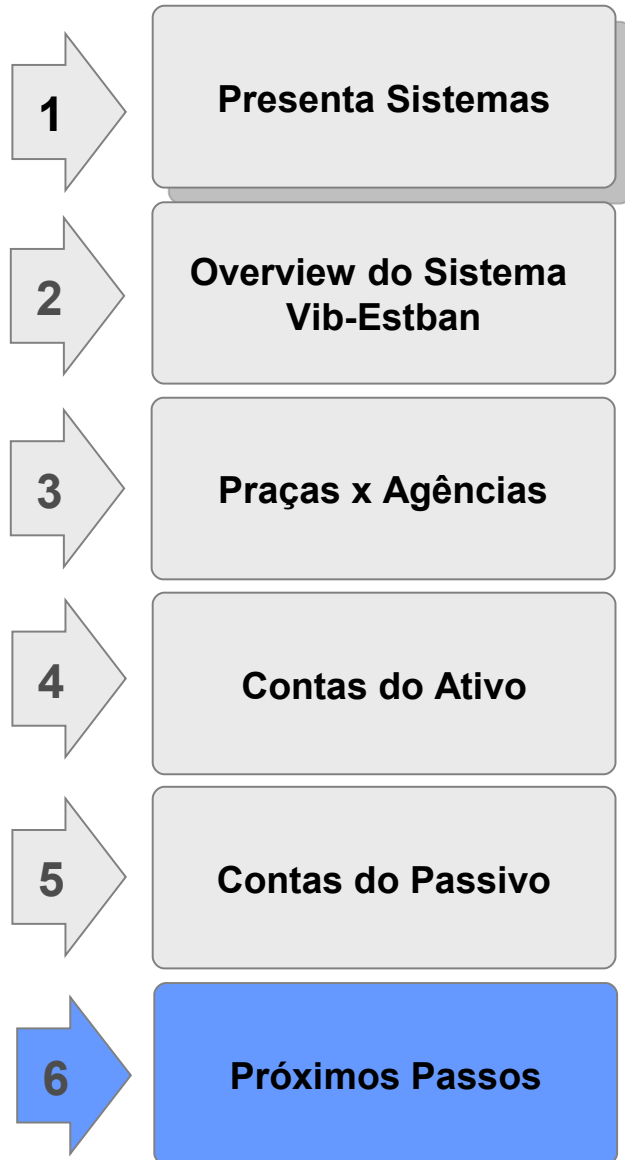 1
Presenta Sistemas
2
Overview do Sistema
Vib-Estban
3
Praças x Agências
4
Contas do Ativo
5
Contas do Passivo
6
Próximos Passos